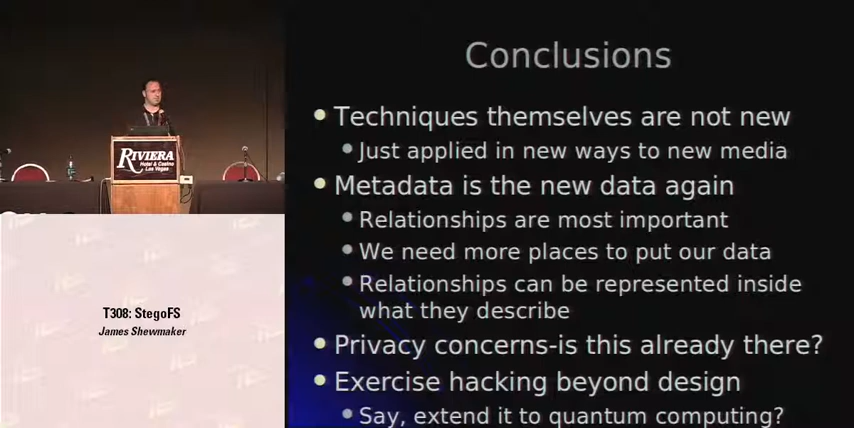 RIVIERA
Hotel & Casino
Las Vegas
T308: StegoFS
James Shewmaker
Conclusions
Techniques themselves are not new
Just applied in new ways to new media
Metadata is the new data again
Relationships are most important
We need more places to put our data
Relationships can be represented inside
what they describe
Privacy concerns-is this already there?
Exercise hacking beyond design
Say, extend it to quantum computing?